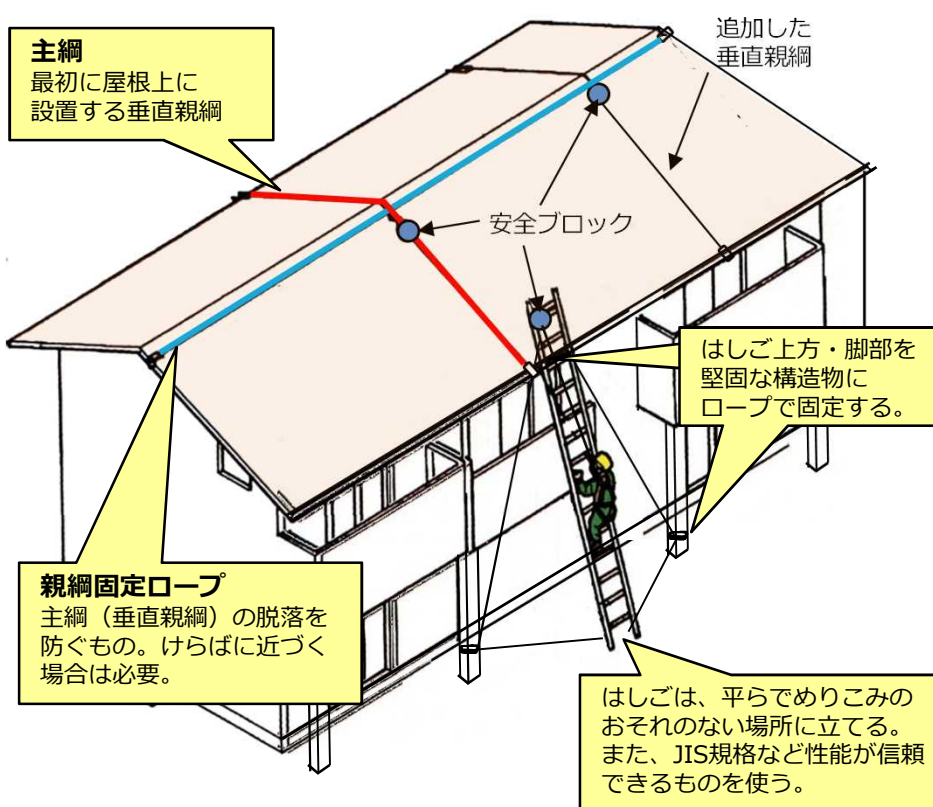 主綱
最初に屋根上に
設置する垂直親綱
追加した
垂直親綱
安全ブロック
はしご上方・脚部を
堅固な構造物に
ロープで固定する。
親綱固定ロープ
主綱（垂直親綱）の脱落を
防ぐもの。けらばに近づく
場合は必要。
はしごは、平らでめりこみの
おそれのない場所に立てる。
また、JIS規格など性能が信頼
できるものを使う。